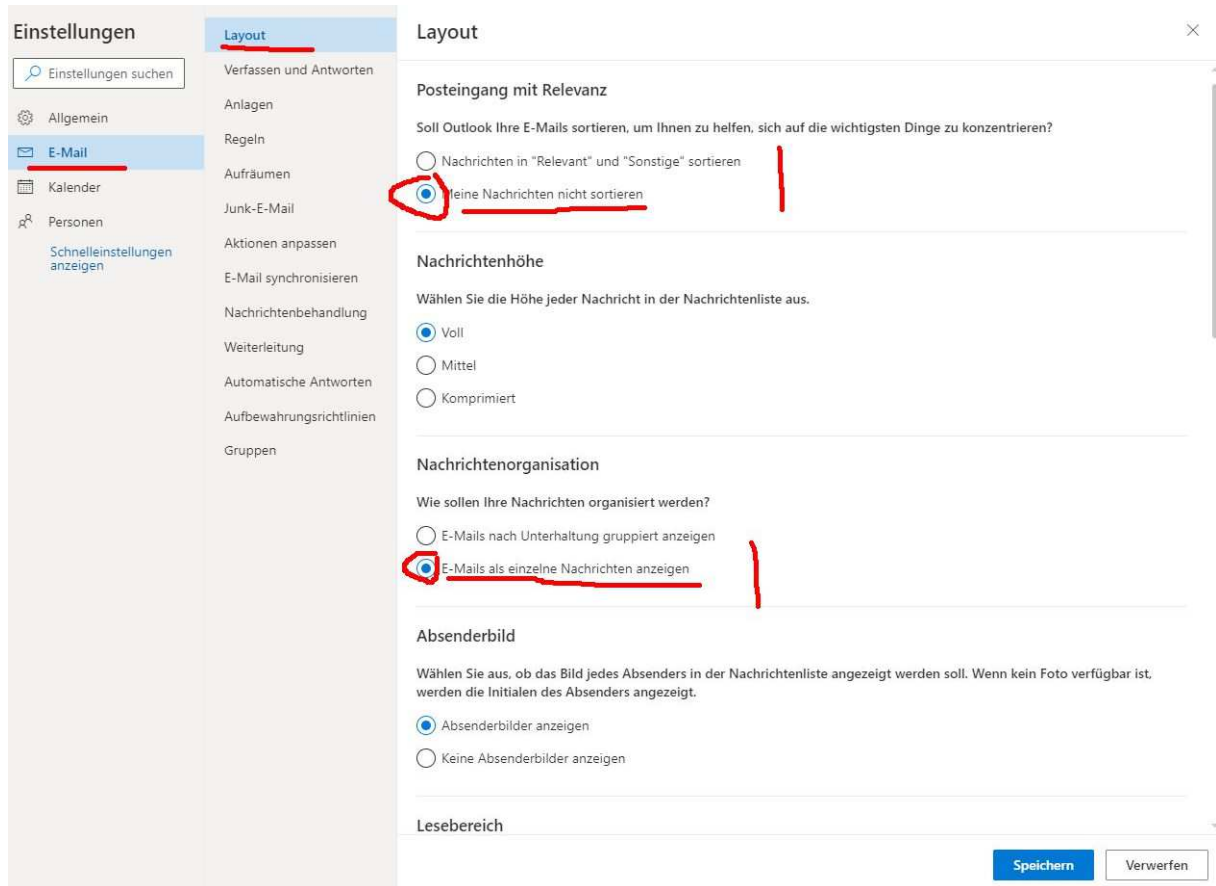 Einstellungen
Einstellungen suchen
Allgemein
E-Mail
Kalender
Personen
Schnelleinstellungen
anzeigen
Layout
Verfassen und Antworten
Anlagen
Regeln
Aufräumen
Junk-E-Mail
Aktionen anpassen
E-Mail synchronisieren
Nachrichtenbehandlung
Weiterleitung
Automatische Antworten
Aufbewahrungsrichtlinien
Gruppen
Layout
Posteingang mit Relevanz
Soll Outlook Ihre E-Mails sortieren, um Ihnen zu helfen, sich auf die wichtigsten Dinge zu konzentrieren?
Nachrichten in "Relevant" und "Sonstige" sortieren
Meine Nachrichten nicht sortieren
Nachrichtenhöhe
Wählen Sie die Höhe jeder Nachricht in der Nachrichtenliste aus.
Voll
Mittel
Komprimiert
Nachrichtenorganisation
Wie sollen Ihre Nachrichten organisiert werden?
E-Mails nach Unterhaltung gruppiert anzeigen
E-Mails als einzelne Nachrichten anzeigen
Absenderbild
Wählen Sie aus, ob das Bild jedes Absenders in der Nachrichtenliste angezeigt werden soll. Wenn kein Foto verfügbar ist,
werden die Initialen des Absenders angezeigt.
Absenderbilder anzeigen
Keine Absenderbilder anzeigen
Lesebereich
Speichern
Verwerfen